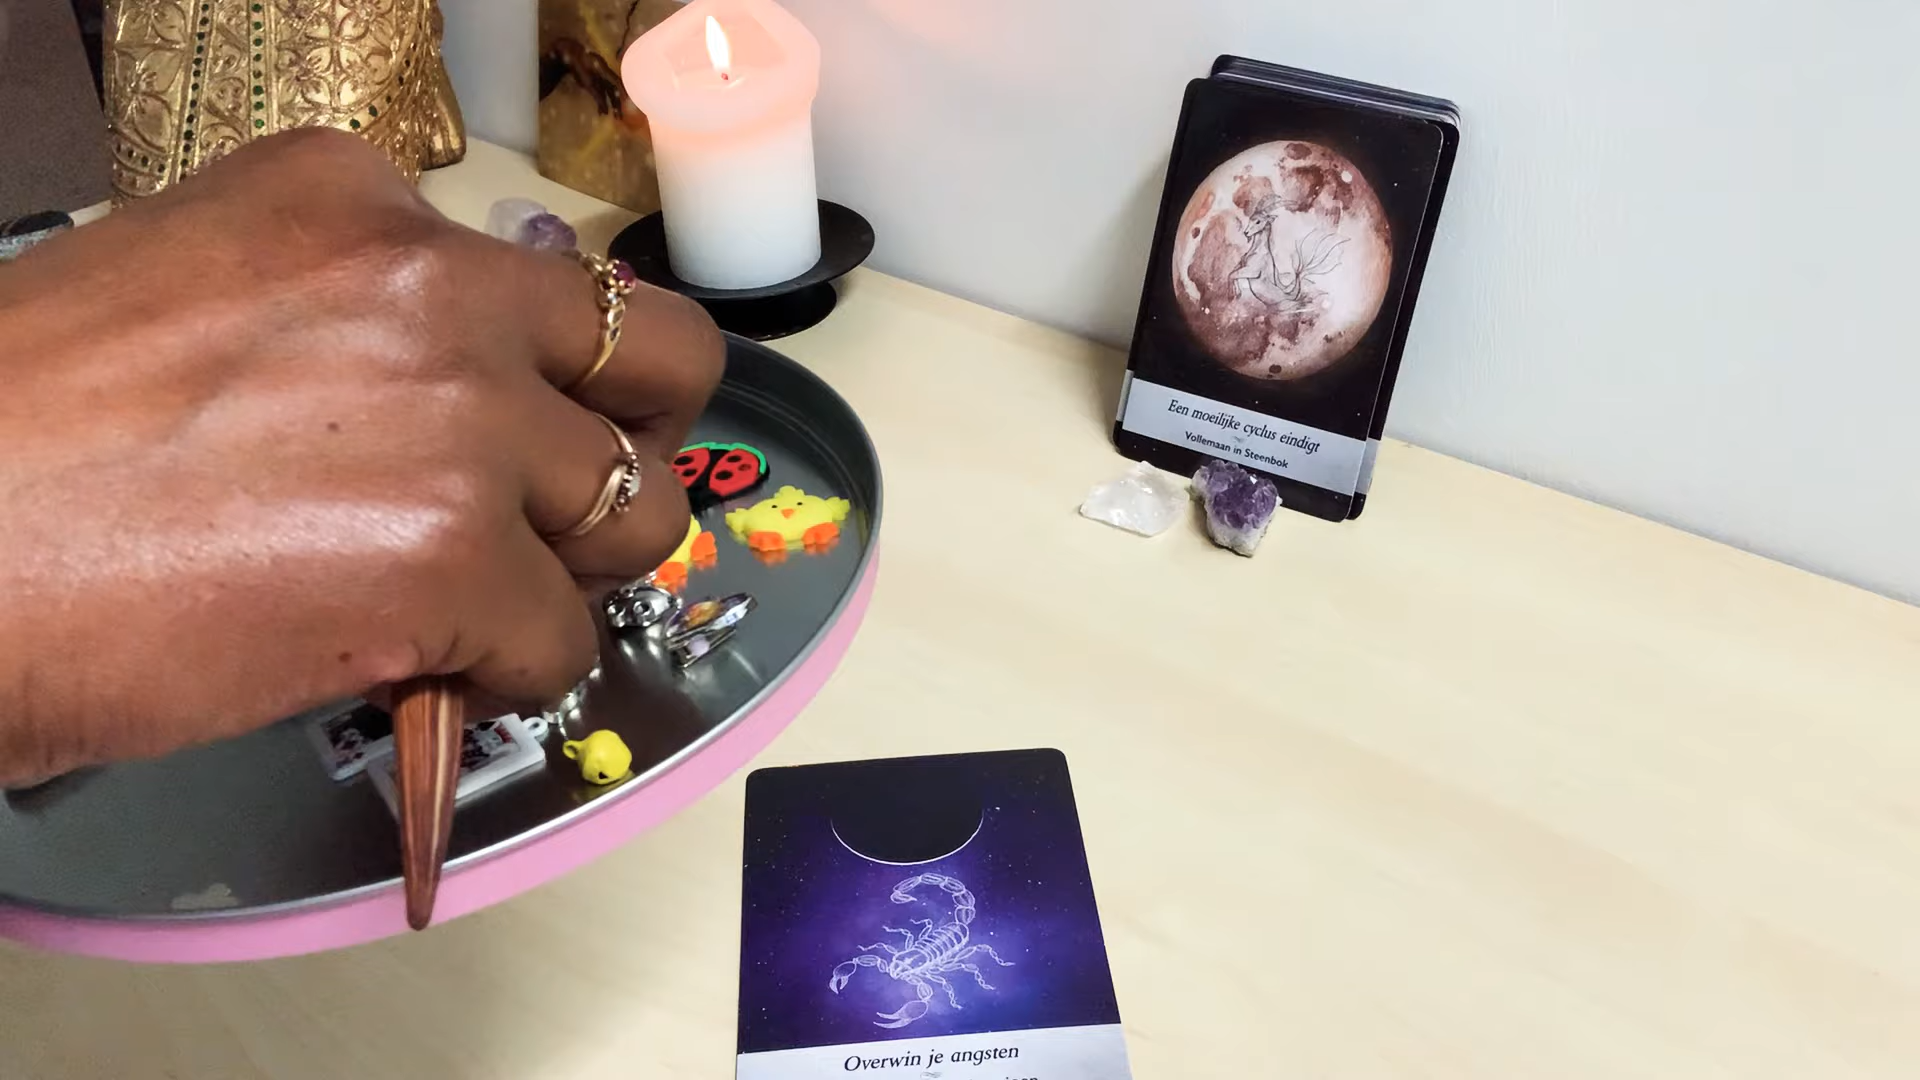 Een moeilijke cyclus eindigt
Vollemaan in Steenbok
Overwin je angsten